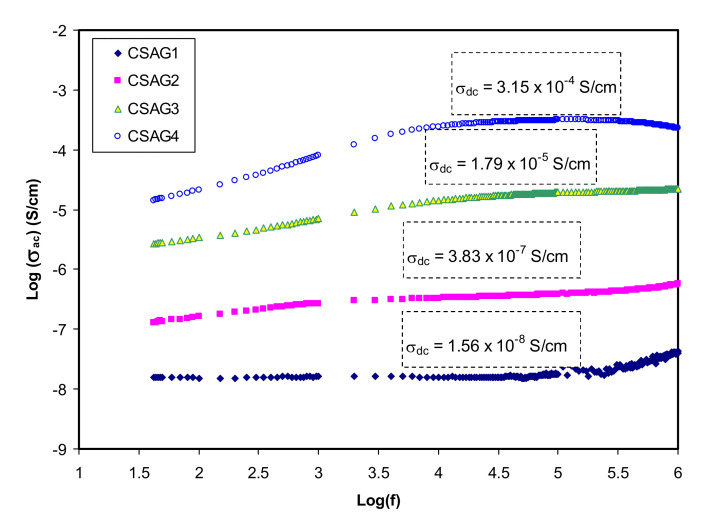 -2
-3
-4
-5
-6
-7
-8
-9
Log (σac) (S/cm)
CSAG1
CSAG2
CSAG3
CSAG4
σdc = 3.15 x 10-4 S/cm
σdc = 1.79 x 10-5 S/cm
σdc = 3.83 x 10-7 S/cm
σdc = 1.56 x 10-8 S/cm
1 1.5 2 2.5 3 3.5 4 4.5 5 5.5 6
Log(f)